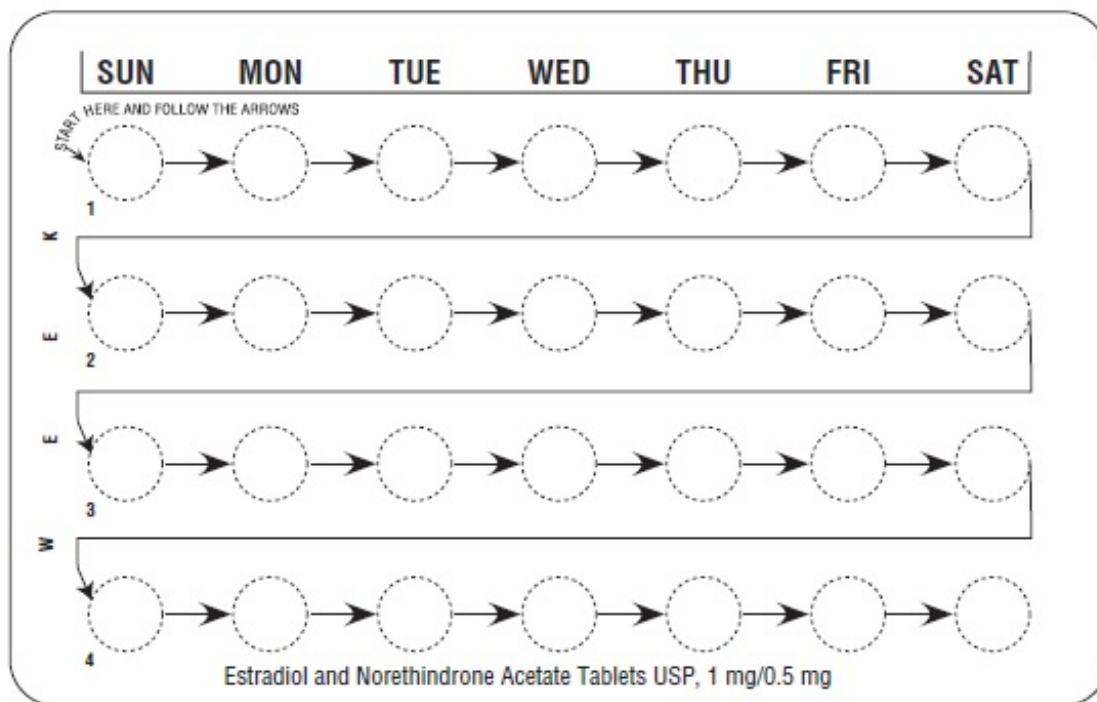 SUN MON TUE WED THU FRI SAT
START HERE AND FOLLOW THE ARROWS
1
2
3
4
WEEK
Estradiol and Norethindrone Acetate Tablets USP, 1 mg/0.5 mg